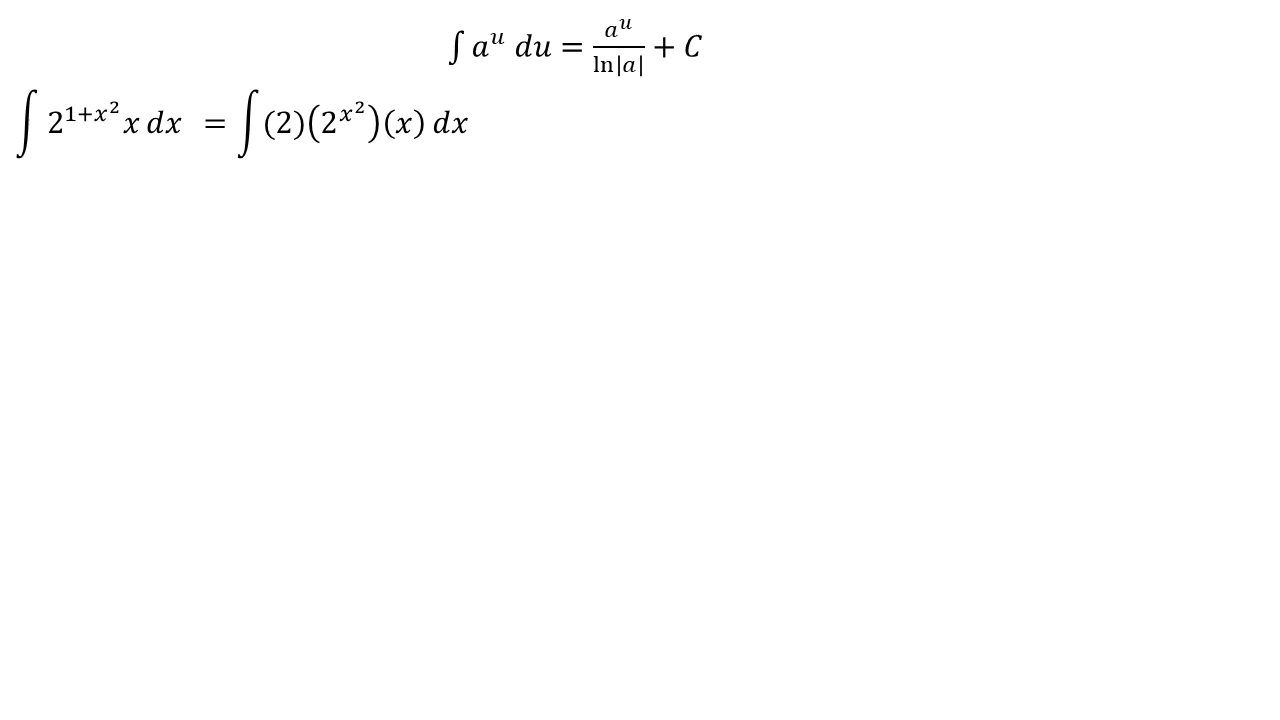 ∫ a^u du = a^u / ln|a| + C
∫ 2^{1+x^2} x dx = ∫ (2)(2^{x^2})(x) dx